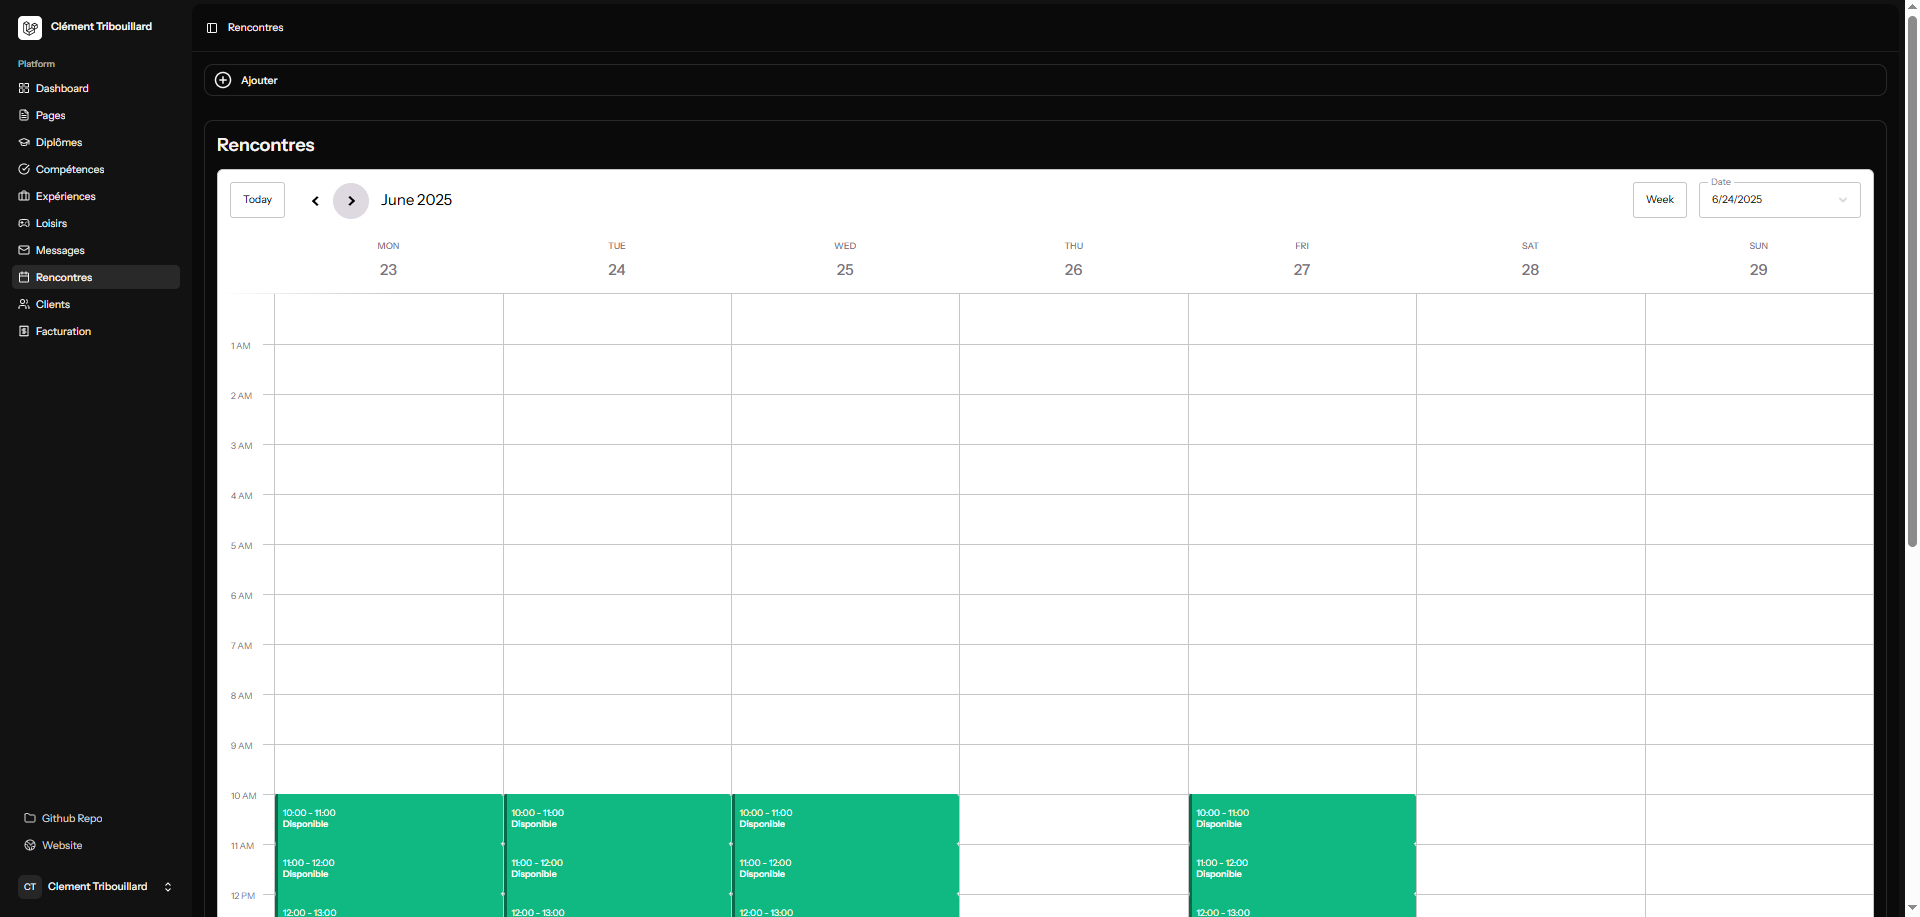 Clément Tribouillard
Platform
Dashboard
Pages
Diplômes
Compétences
Expériences
Loisirs
Messages
Rencontres
Clients
Facturation
Github Repo
Website
CT Clement Tribouillard
Rencontres
Ajouter
Rencontres
Today June 2025 Week Date 6/24/2025
MON TUE WED THU FRI SAT SUN
23 24 25 26 27 28 29
1 AM
2 AM
3 AM
4 AM
5 AM
6 AM
7 AM
8 AM
9 AM
10 AM
10:00 - 11:00 10:00 - 11:00 10:00 - 11:00 10:00 - 11:00
Disponible Disponible Disponible Disponible
11 AM
11:00 - 12:00 11:00 - 12:00 11:00 - 12:00 11:00 - 12:00
Disponible Disponible Disponible Disponible
12 PM
12:00 - 13:00 12:00 - 13:00 12:00 - 13:00 12:00 - 13:00